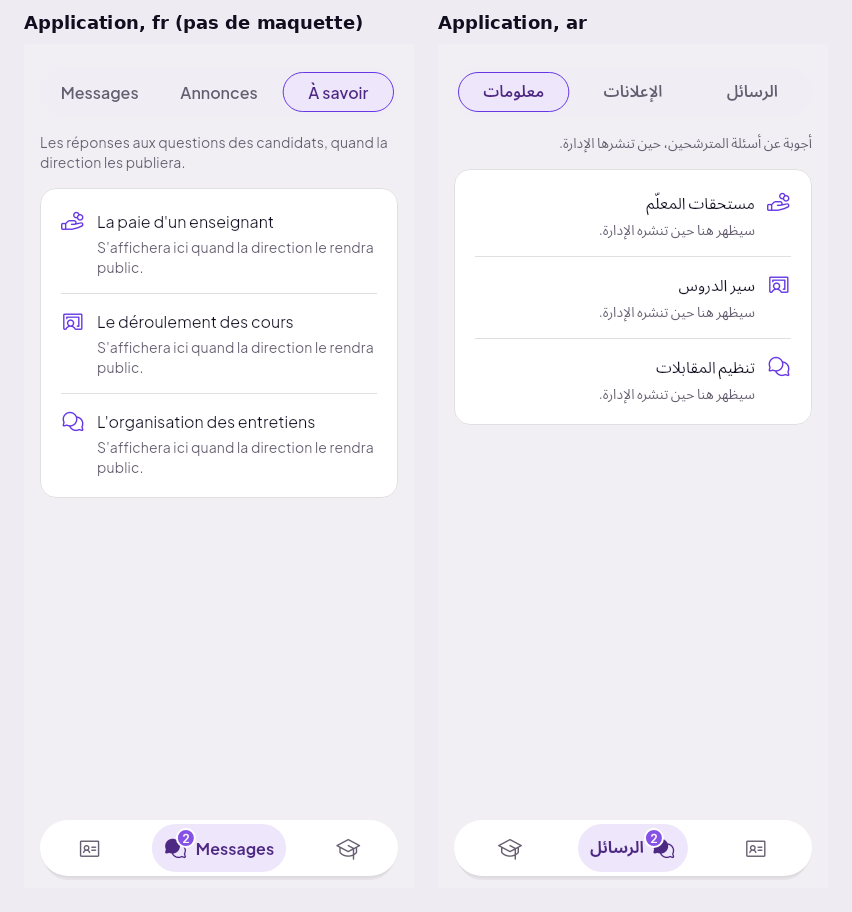 Application, fr (pas de maquette)
Messages Annonces À savoir
Les réponses aux questions des candidats, quand la
direction les publiera.
La paie d'un enseignant
S'affichera ici quand la direction le rendra
public.
Le déroulement des cours
S'affichera ici quand la direction le rendra
public.
L'organisation des entretiens
S'affichera ici quand la direction le rendra
public.
2
Messages
Application, ar
الرسائل الإعلانات معلومات
أجوبة عن أسئلة المترشحين، حين تنشرها الإدارة.
مستحقات المعلّم
سيظهر هنا حين تنشره الإدارة.
سير الدروس
سيظهر هنا حين تنشره الإدارة.
تنظيم المقابلات
سيظهر هنا حين تنشره الإدارة.
2
الرسائل